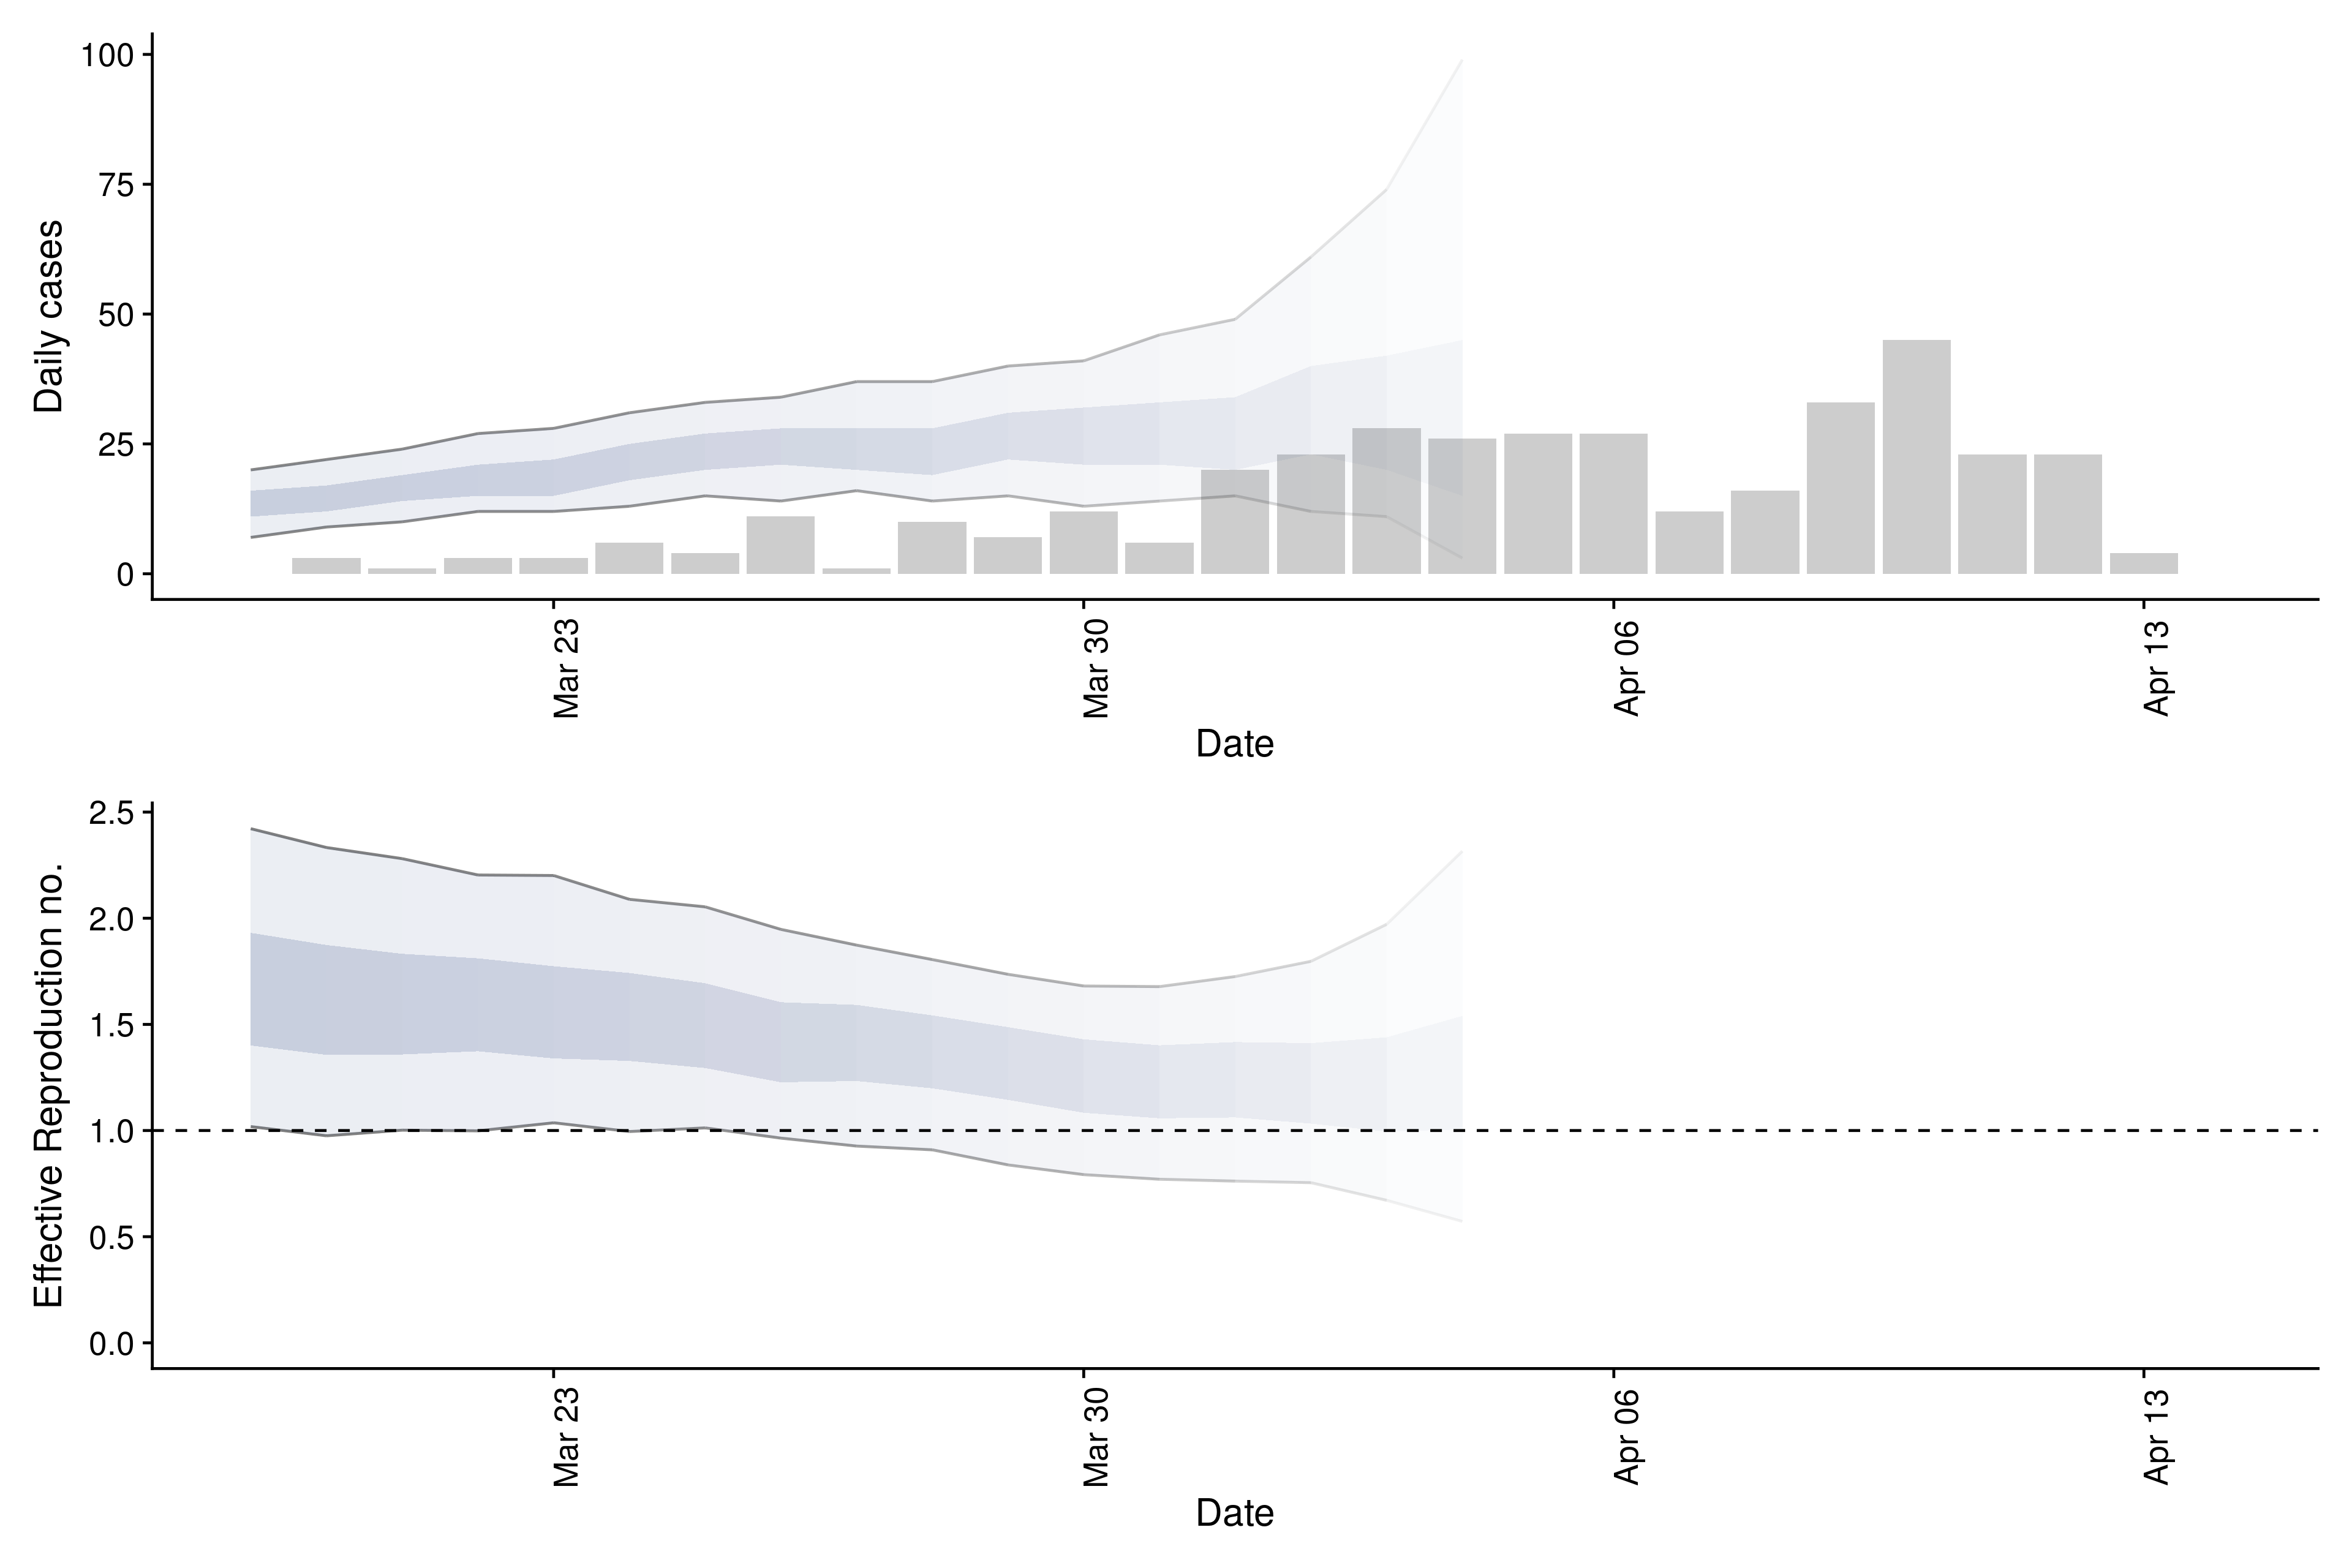 Daily cases
100
75
50
25
0
Mar 23
Mar 30
Apr 06
Apr 13
Date
Effective Reproduction no.
2.5
2.0
1.5
1.0
0.5
0.0
Mar 23
Mar 30
Apr 06
Apr 13
Date